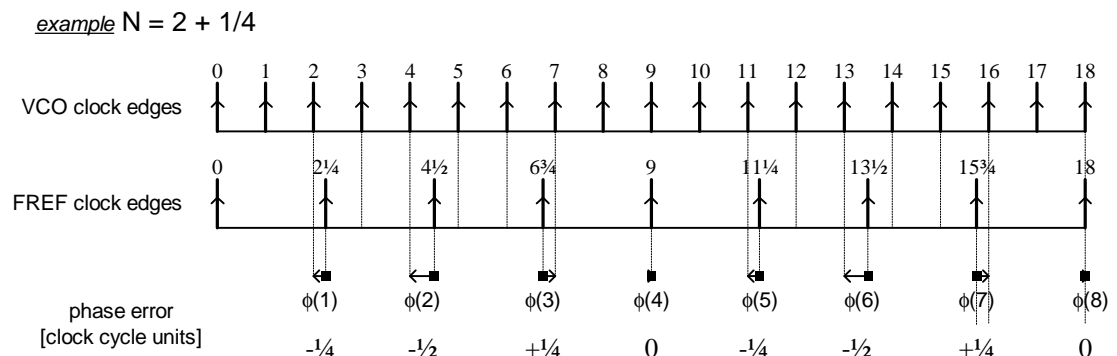 example N = 2 + 1/4
0 1 2 3 4 5 6 7 8 9 10 11 12 13 14 15 16 17 18
VCO clock edges
0 2¼ 4½ 6¾ 9 11¼ 13½ 15¾ 18
FREF clock edges
ϕ(1) ϕ(2) ϕ(3) ϕ(4) ϕ(5) ϕ(6) ϕ(7) ϕ(8)
phase error
[clock cycle units]
-¼ -½ +¼ 0 -¼ -½ +¼ 0